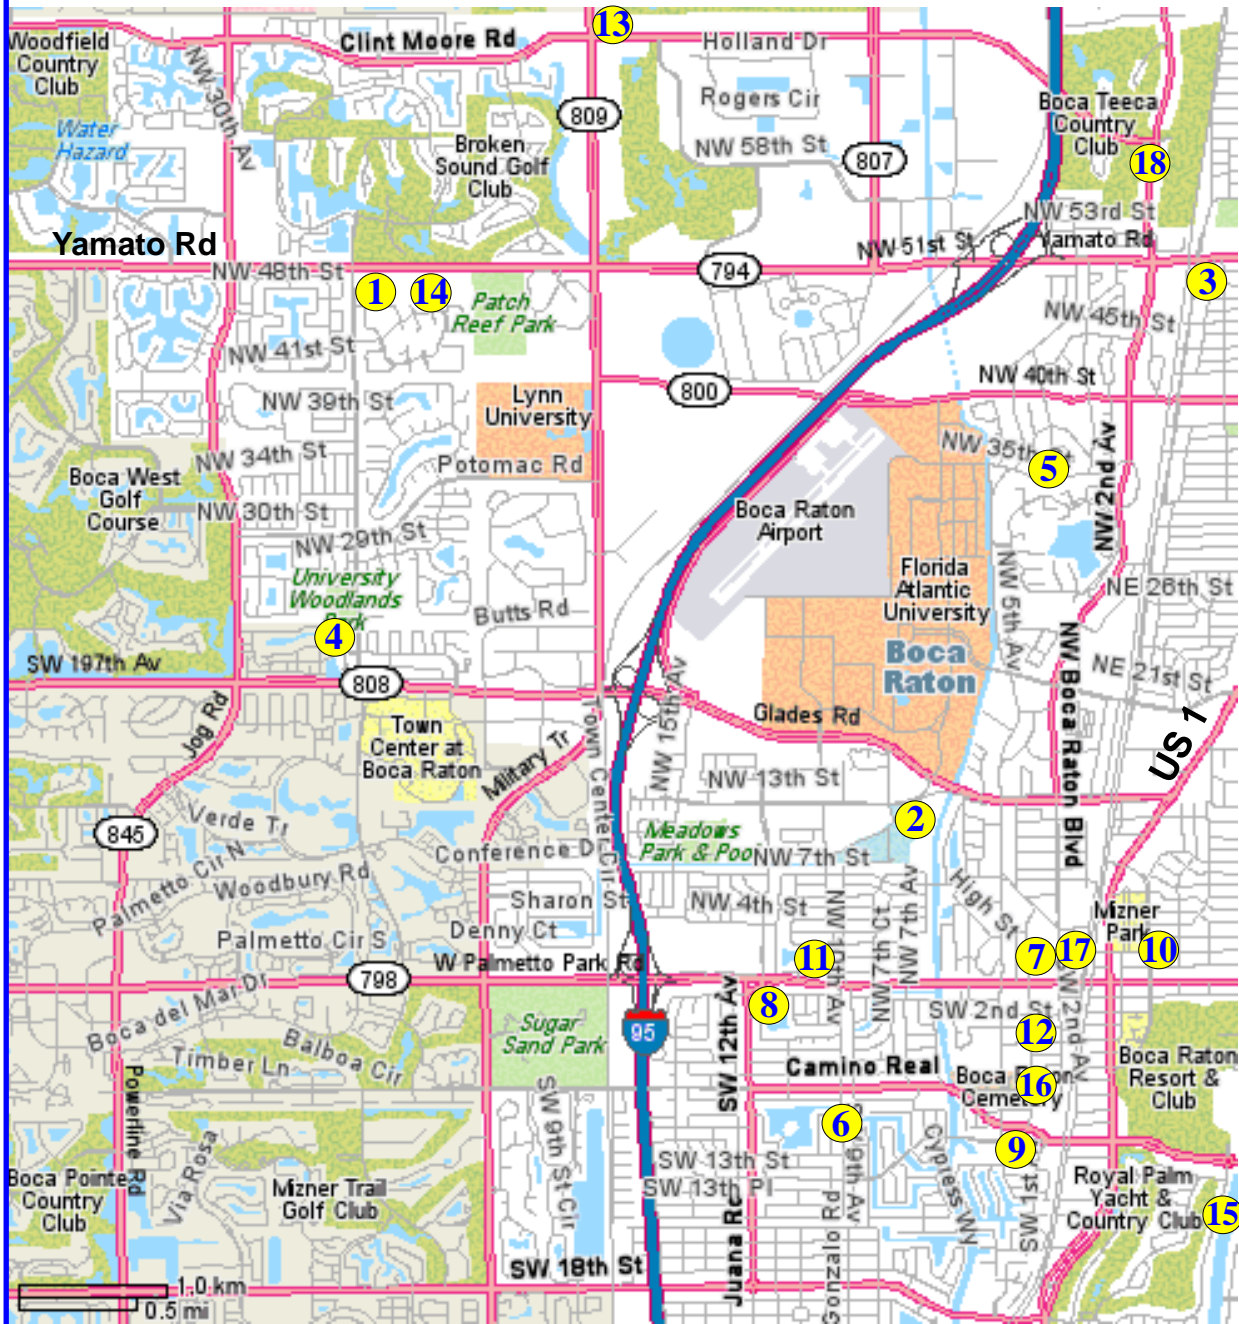 13
Woodfield
Country
Club
Clint Moore Rd
Holland Dr
NW 30th Av
Rogers Cir
Boca Teeca
Country
Club
Water
Hazard
809
Broken
Sound Golf
Club
NW 58th St
807
18
NW 53rd St
Yamato Rd
NW 51st St
Yamato Rd
NW 48th St
794
3
1
14
Patch
Reef Park
NW 45th St
NW 41st St
NW 40th St
800
NW 39th St
Lynn
University
NW 35th St
NW 2nd Av
5
NW 34th St
Potomac Rd
Boca West
Golf
Course
NW 30th St
Boca Raton
Airport
NW 29th St
Florida
Atlantic
University
NW 5th Av
University
Woodlands
Park
NE 26th St
Butts Rd
4
SW 197th Av
Boca
Raton
NE 21st St
808
NW 15th Av
Glades Rd
NW Boca Raton Blvd
US 1
Jog Rd
Town
Center at
Boca Raton
Military Tr
Town Center Cir
NW 13th St
845
Verde Tr
2
Meadows
Park & Pool
Conference D
NW 7th St
Palmetto Cir N
Woodbury Rd
Sharon St
NW 4th St
NW 10th Av
NW 7th Ct
NW 7th Av
High St
Mizner
Park
Denny Ct
Palmetto Cir S
7
17
10
W Palmetto Park Rd
11
798
8
Boca del Mar Dr
SW 12th Av
SW 2nd St
12
NW 2nd Av
Sugar
Sand Park
95
Timber Ln
Balboa Cir
Camino Real
Boca Raton
Cemetery
16
Boca Raton
Resort &
Club
Powerline Rd
SW 9th St Cir
6
SW 9th Av
Cypress Wy
9
SW 1st
Via Rosa
SW 13th St
SW 13th Pl
Boca Pointe
Country
Club
Mizner Trail
Golf Club
Royal Palm
Yacht &
Country Club
15
Juana Rd
Gonzalo Rd
SW 18th St
1.0 km
0.5 mi